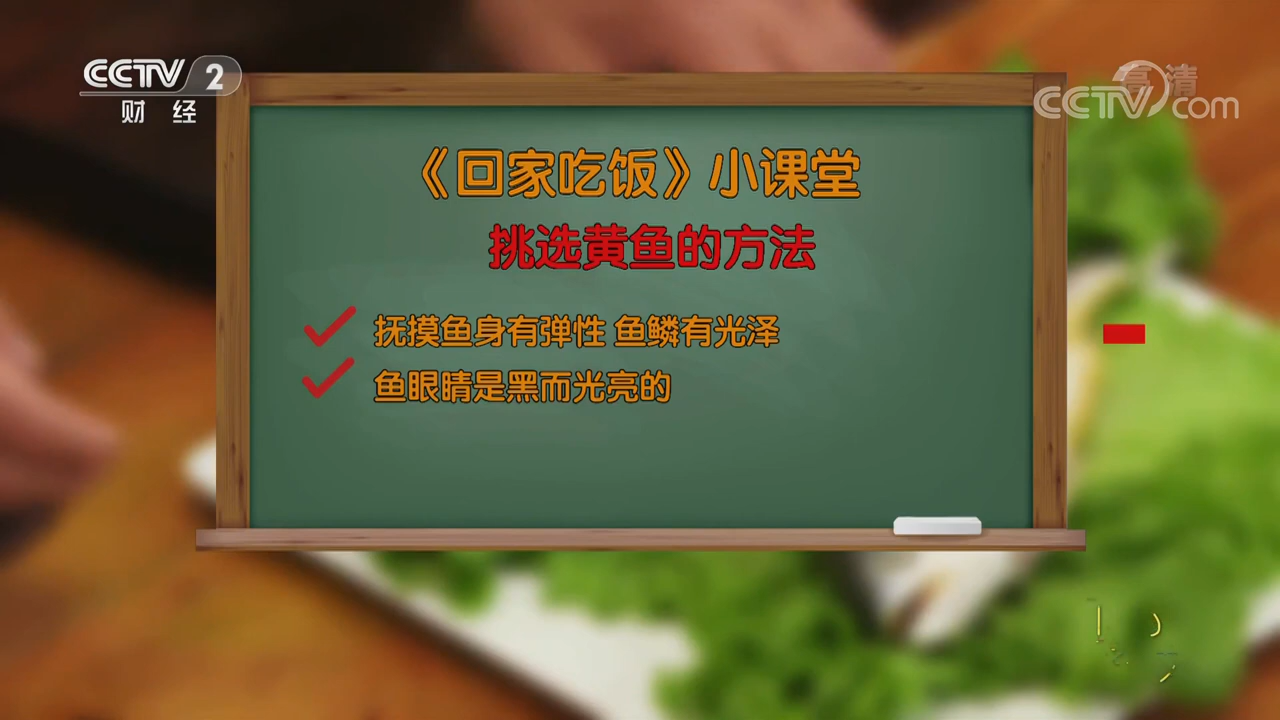 CCTV 2
财 经
高清
CCTV.com
《回家吃饭》小课堂
挑选黄鱼的方法
抚摸鱼身有弹性 鱼鳞有光泽
鱼眼睛是黑而光亮的